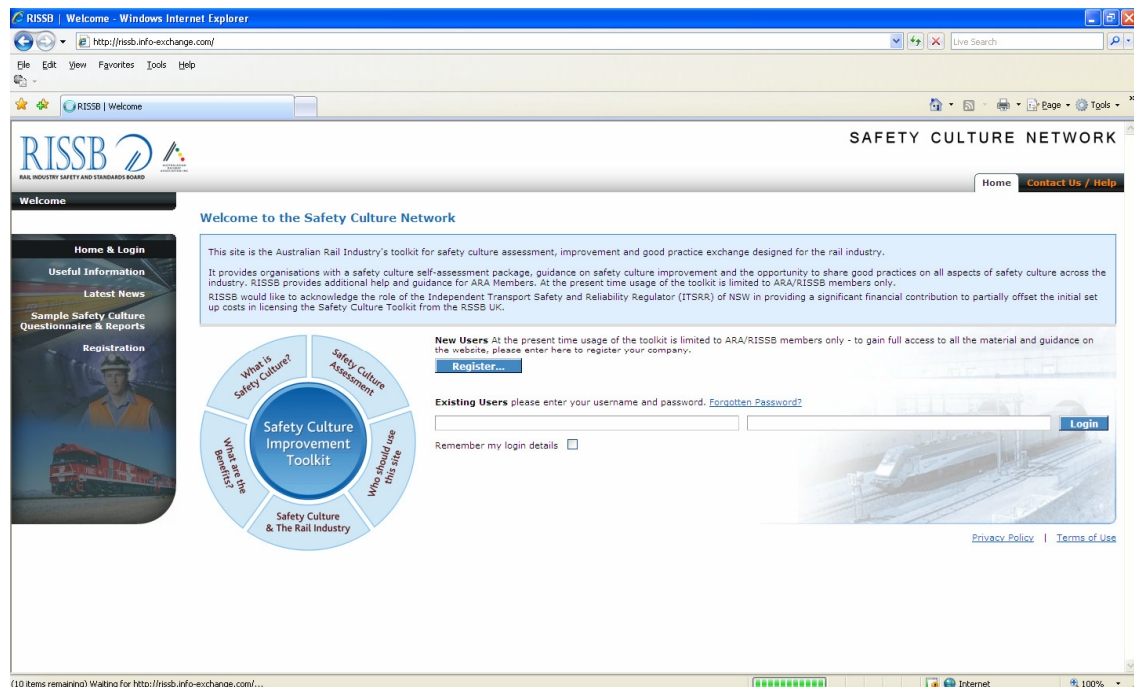 RISSB | Welcome - Windows Internet Explorer
http://rissb.info-exchange.com/
Live Search
File Edit View Favorites Tools Help
RISSB | Welcome
Page Tools
RISSB
RAIL INDUSTRY SAFETY AND STANDARDS BOARD
SAFETY CULTURE NETWORK
Home Contact Us / Help
Welcome
Home & Login
Useful Information
Latest News
Sample Safety Culture
Questionnaire & Reports
Registration
Welcome to the Safety Culture Network
This site is the Australian Rail Industry's toolkit for safety culture assessment, improvement and good practice exchange designed for the rail industry.
It provides organisations with a safety culture self-assessment package, guidance on safety culture improvement and the opportunity to share good practices on all aspects of safety culture across the
industry. RISSB provides additional help and guidance for ARA Members. At the present time usage of the toolkit is limited to ARA/RISSB members only.
RISSB would like to acknowledge the role of the Independent Transport Safety and Reliability Regulator (ITSRR) of NSW in providing a significant financial contribution to partially offset the initial set
up costs in licensing the Safety Culture Toolkit from the RSSB UK.
What is
Safety Culture?
Safety Culture
Assessment
Who should use
this site
Safety Culture
& The Rail Industry
What are the
Benefits?
Safety Culture
Improvement
Toolkit
New Users At the present time usage of the toolkit is limited to ARA/RISSB members only - to gain full access to all the material and guidance on
the website, please enter here to register your company.
Register...
Existing Users please enter your username and password. Forgotten Password?
Login
Remember my login details
Privacy Policy | Terms of Use
(10 items remaining) Waiting for http://rissb.info-exchange.com/...
Internet
100%